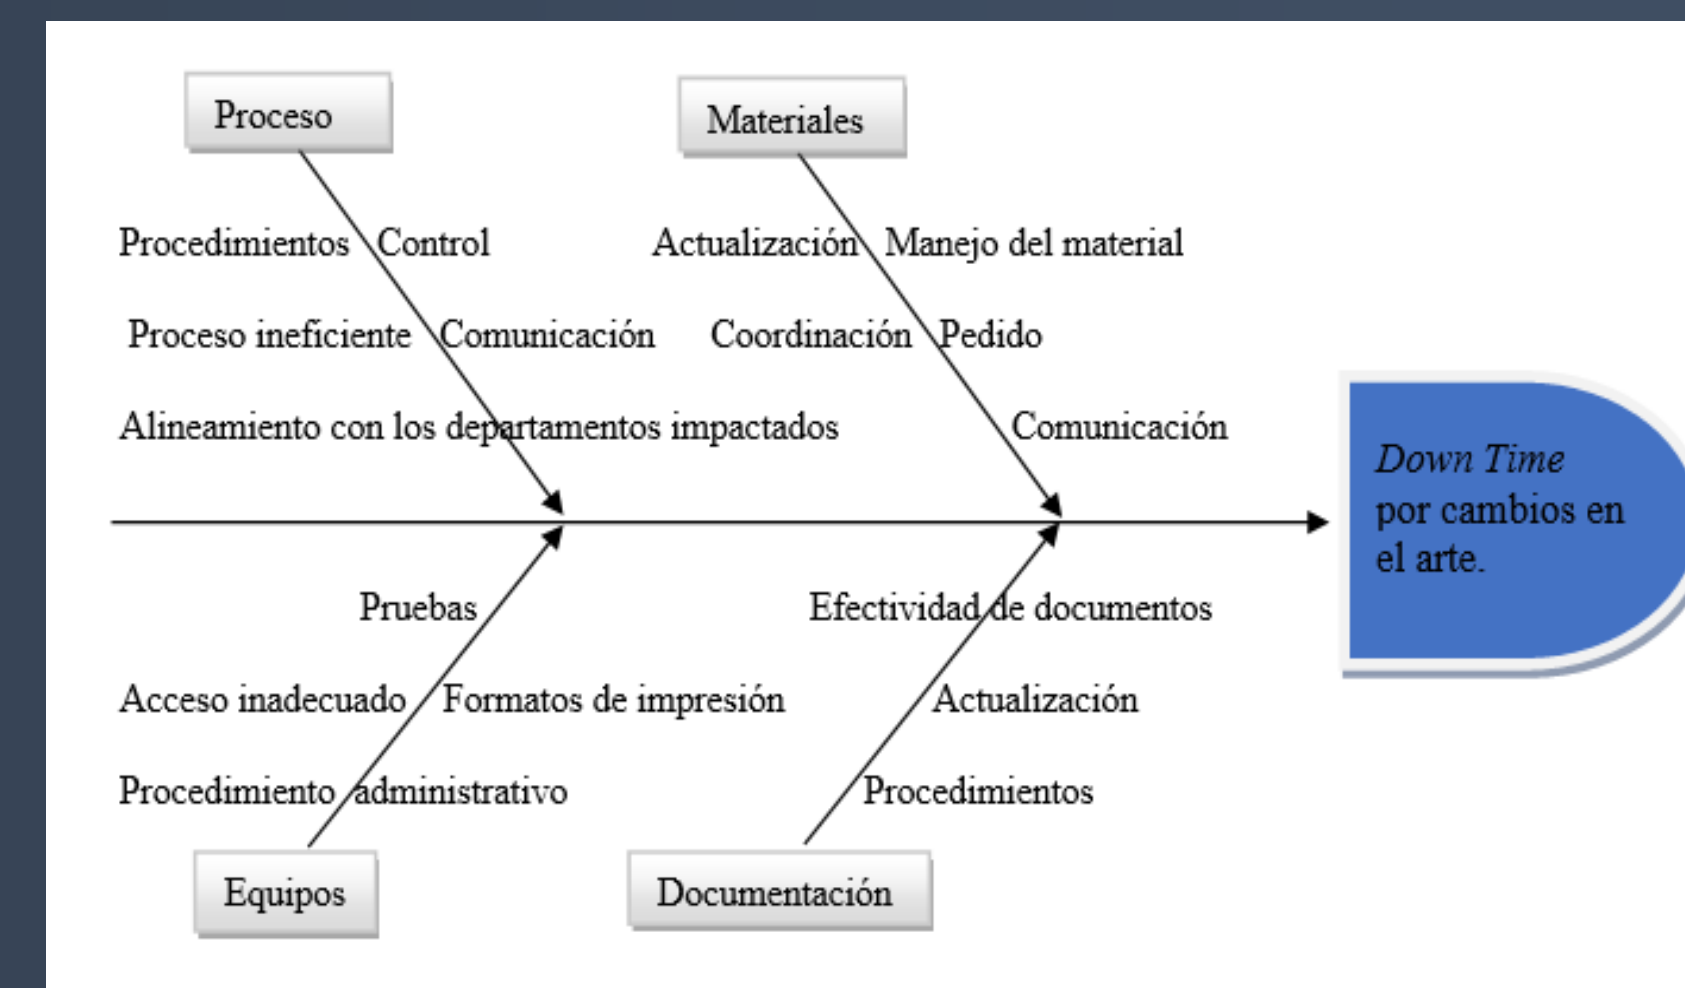 Proceso
Materiales
Procedimientos Control
Actualización Manejo del material
Proceso ineficiente Comunicación
Coordinación Pedido
Alineamiento con los departamentos impactados
Comunicación
Down Time
por cambios en
el arte.
Pruebas
Efectividad de documentos
Acceso inadecuado Formatos de impresión
Actualización
Procedimiento administrativo
Procedimientos
Equipos
Documentación